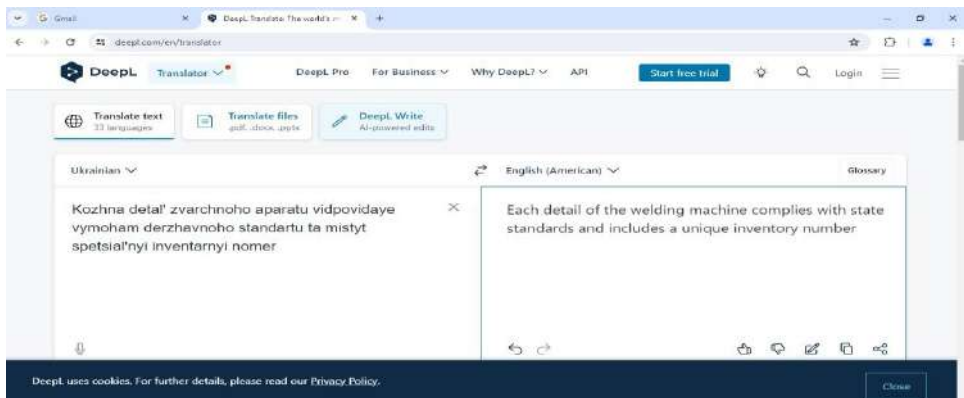 Gmail
DeepL Translate: The world's
deepl.com/en/translator
DeepL
Translator
DeepL Pro
For Business
Why DeepL?
API
Start free trial
Login
Translate text
33 languages
Translate files
.pdf, .docx, .pptx
DeepL Write
AI-powered edits
Ukrainian
English (American)
Glossary
Kozhna detal' zvarchnoho aparatu vidpovidaye
vymoham derzhavnoho standartu ta mistyt
spetsial'nyi inventarnyi nomer
Each detail of the welding machine complies with state
standards and includes a unique inventory number
DeepL uses cookies. For further details, please read our Privacy Policy.
Close